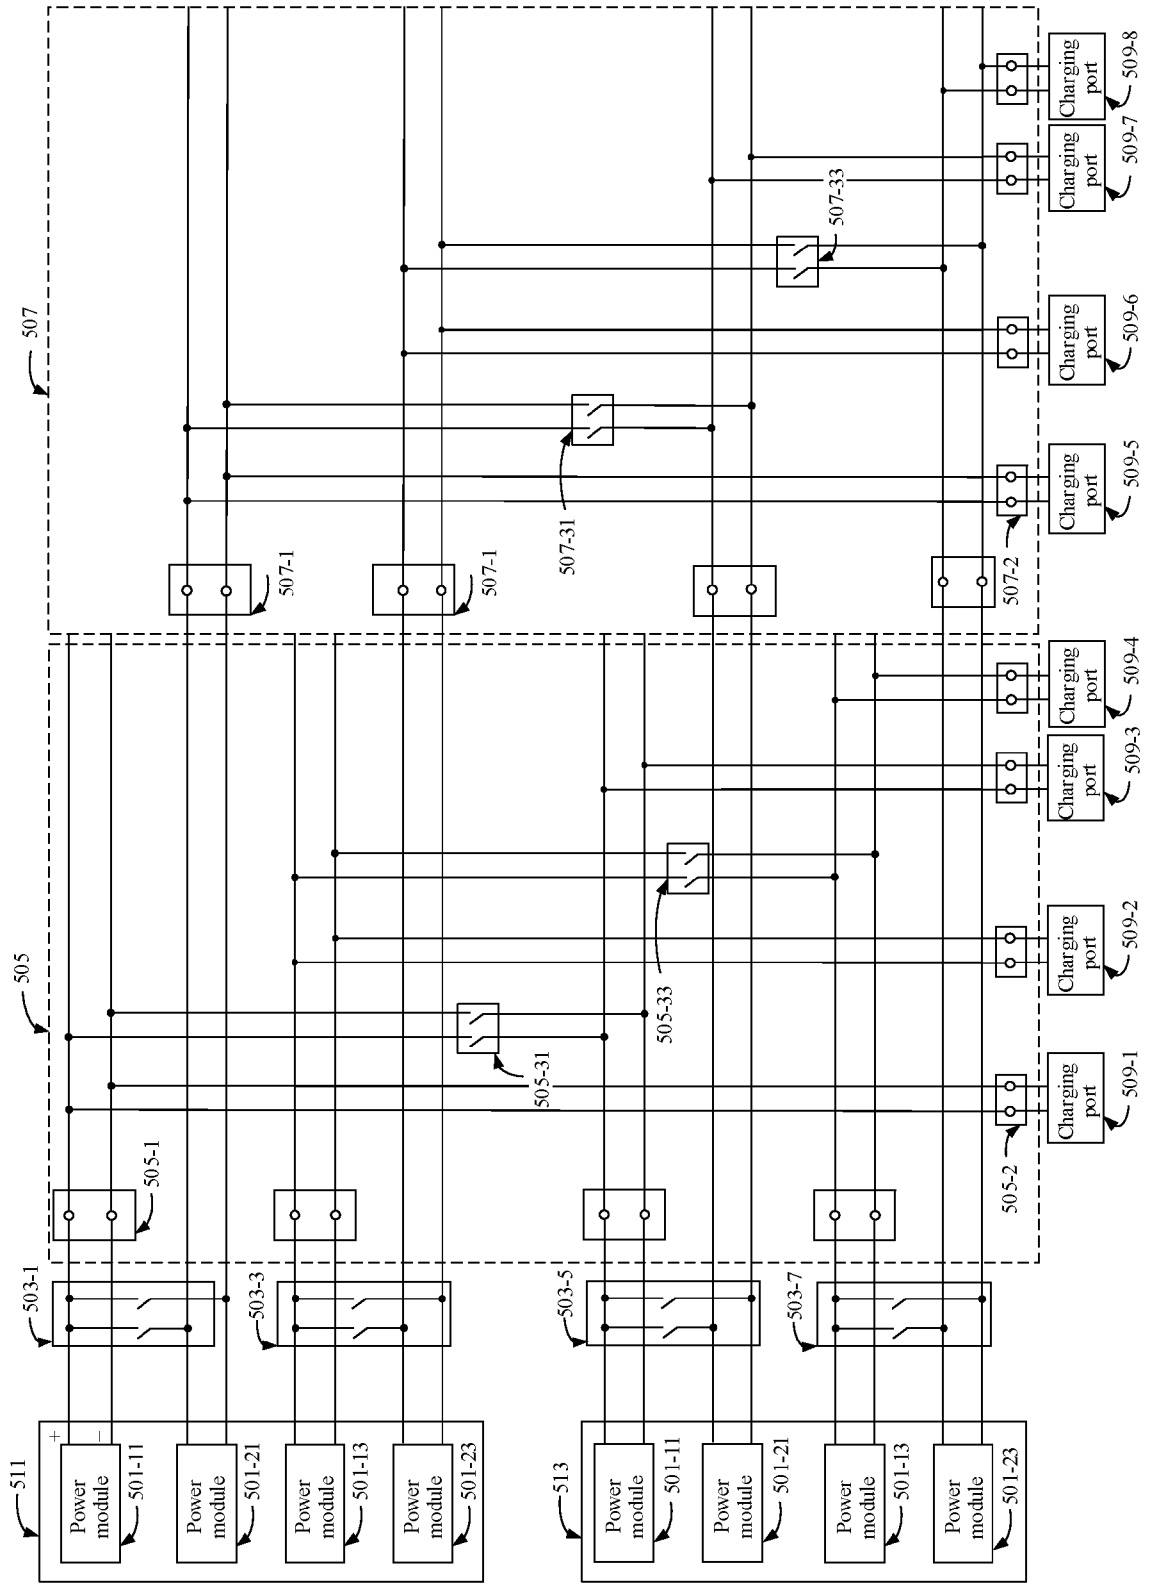 511
+
−
Power
module
501-11
Power
module
501-21
Power
module
501-13
Power
module
501-23
513
Power
module
501-11
Power
module
501-21
Power
module
501-13
Power
module
501-23
503-1
503-3
503-5
503-7
505
505-1
505-31
505-33
505-2
Charging
port
509-1
Charging
port
509-2
Charging
port
509-3
Charging
port
509-4
507
507-1
507-1
507-31
507-33
507-2
Charging
port
509-5
Charging
port
509-6
Charging
port
509-7
Charging
port
509-8